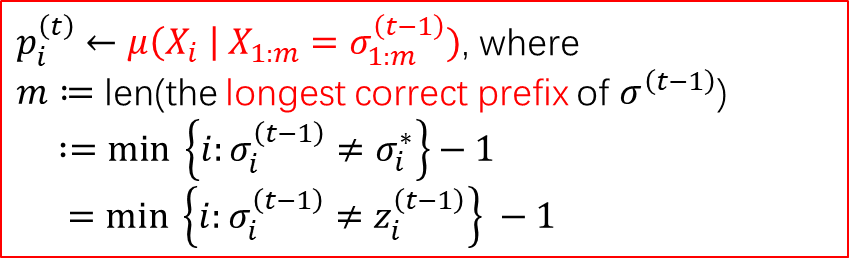 p_i^{(t)} ← μ(X_i | X_{1:m} = σ_{1:m}^{(t-1)}), where
m ≔ len(the longest correct prefix of σ^{(t-1)})
:= min {i: σ_i^{(t-1)} ≠ σ_i^*} - 1
= min {i: σ_i^{(t-1)} ≠ z_i^{(t-1)}} - 1